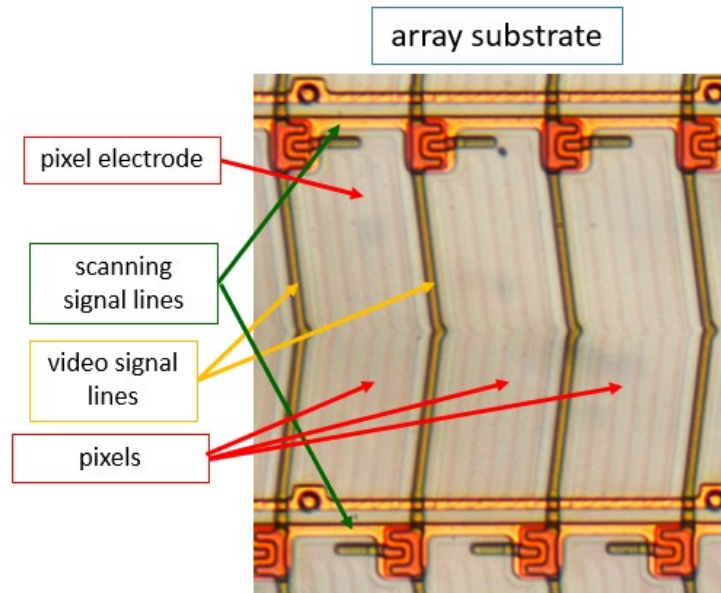 array substrate
pixel electrode
scanning
signal lines
video signal
lines
pixels